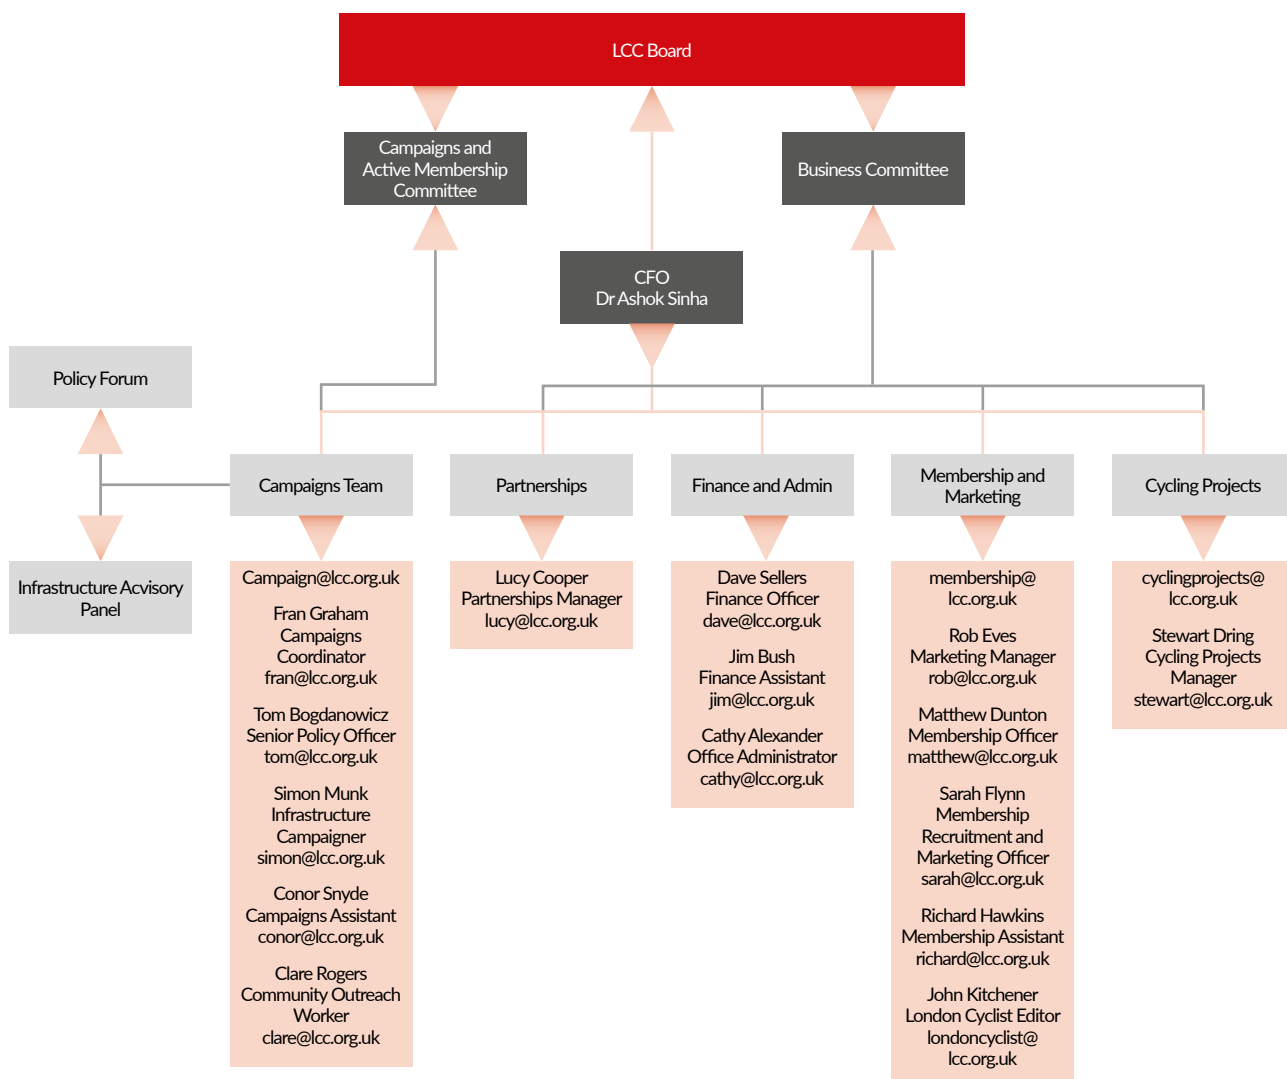 LCC Board
Campaigns and
Active Membership
Committee
Business Committee
CFO
Dr Ashok Sinha
Policy Forum
Infrastructure Acvisory
Panel
Campaigns Team
Partnerships
Finance and Admin
Membership and
Marketing
Cycling Projects
Campaign@lcc.org.uk
Fran Graham
Campaigns
Coordinator
fran@lcc.org.uk
Tom Bogdanowicz
Senior Policy Officer
tom@lcc.org.uk
Simon Munk
Infrastructure
Campaigner
simon@lcc.org.uk
Conor Snyde
Campaigns Assistant
conor@lcc.org.uk
Clare Rogers
Community Outreach
Worker
clare@lcc.org.uk
Lucy Cooper
Partnerships Manager
lucy@lcc.org.uk
Dave Sellers
Finance Officer
dave@lcc.org.uk
Jim Bush
Finance Assistant
jim@lcc.org.uk
Cathy Alexander
Office Administrator
cathy@lcc.org.uk
membership@
lcc.org.uk
Rob Eves
Marketing Manager
rob@lcc.org.uk
Matthew Dunton
Membership Officer
matthew@lcc.org.uk
Sarah Flynn
Membership
Recruitment and
Marketing Officer
sarah@lcc.org.uk
Richard Hawkins
Membership Assistant
richard@lcc.org.uk
John Kitchener
London Cyclist Editor
londoncyclist@
lcc.org.uk
cyclingprojects@
lcc.org.uk
Stewart Dring
Cycling Projects
Manager
stewart@lcc.org.uk